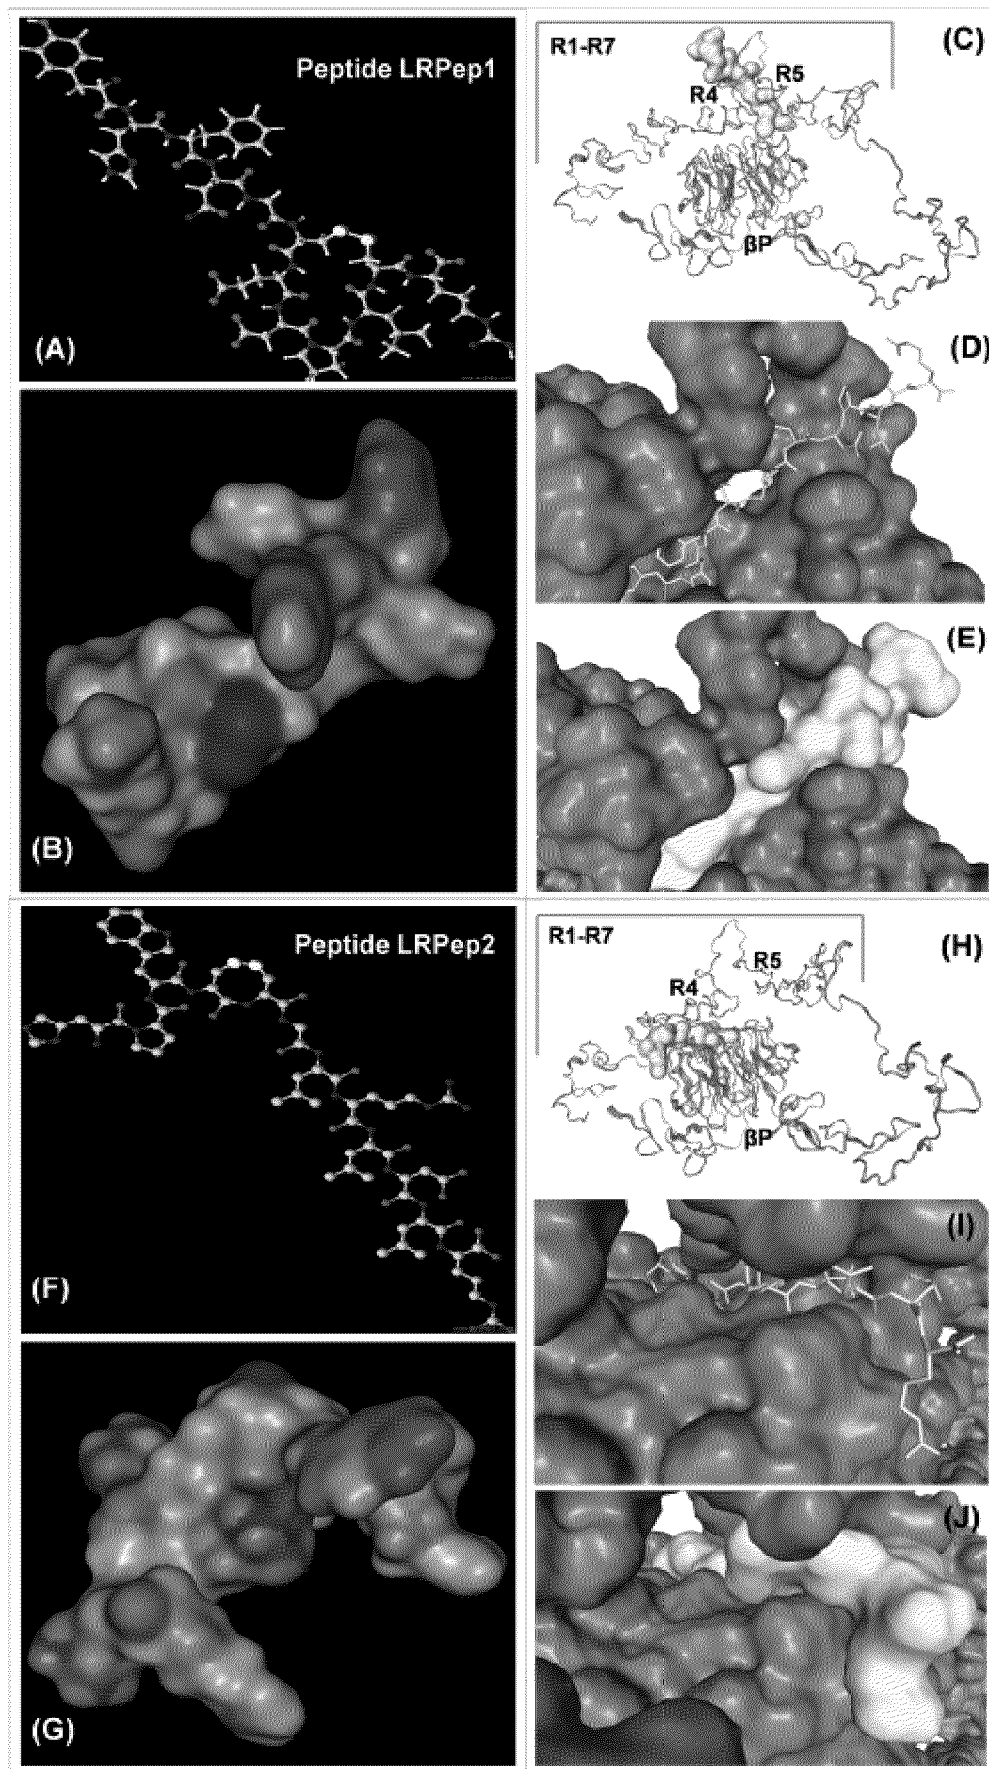 Peptide LRPep1
(A)
(B)
R1-R7
(C)
R5
R4
βP
(D)
(E)
Peptide LRPep2
(F)
(G)
R1-R7
(H)
R5
R4
βP
(I)
(J)